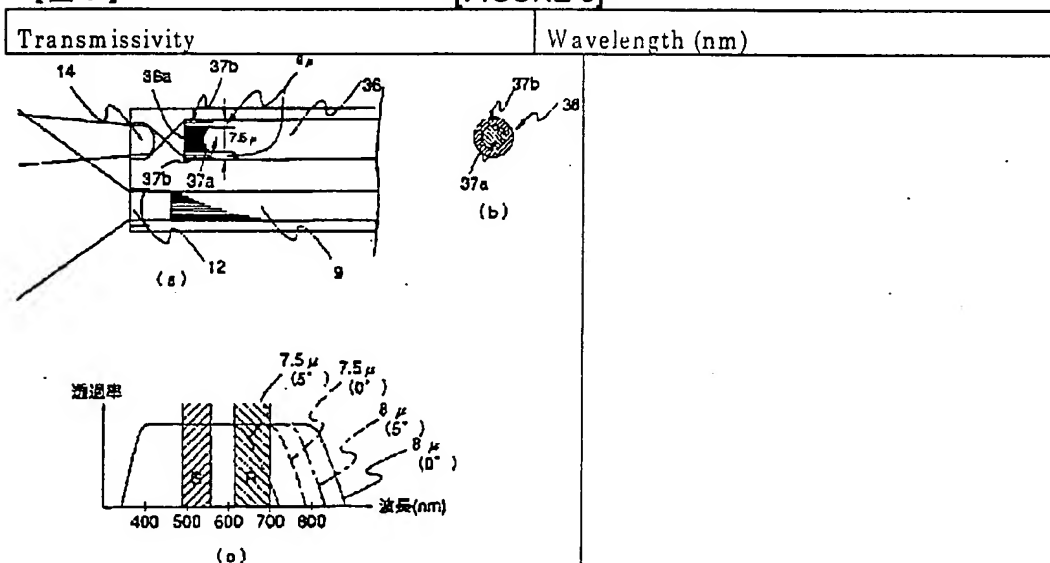 Transmissivity
Wavelength (nm)
14
36a
37b
36
7.5μ
37b
37a
12
9
(a)
37b
36
37a
(b)
透過率
7.5μ
(5°)
7.5μ
(0°)
8μ
(5°)
8μ
(0°)
400 500 600 700 800
波長(nm)